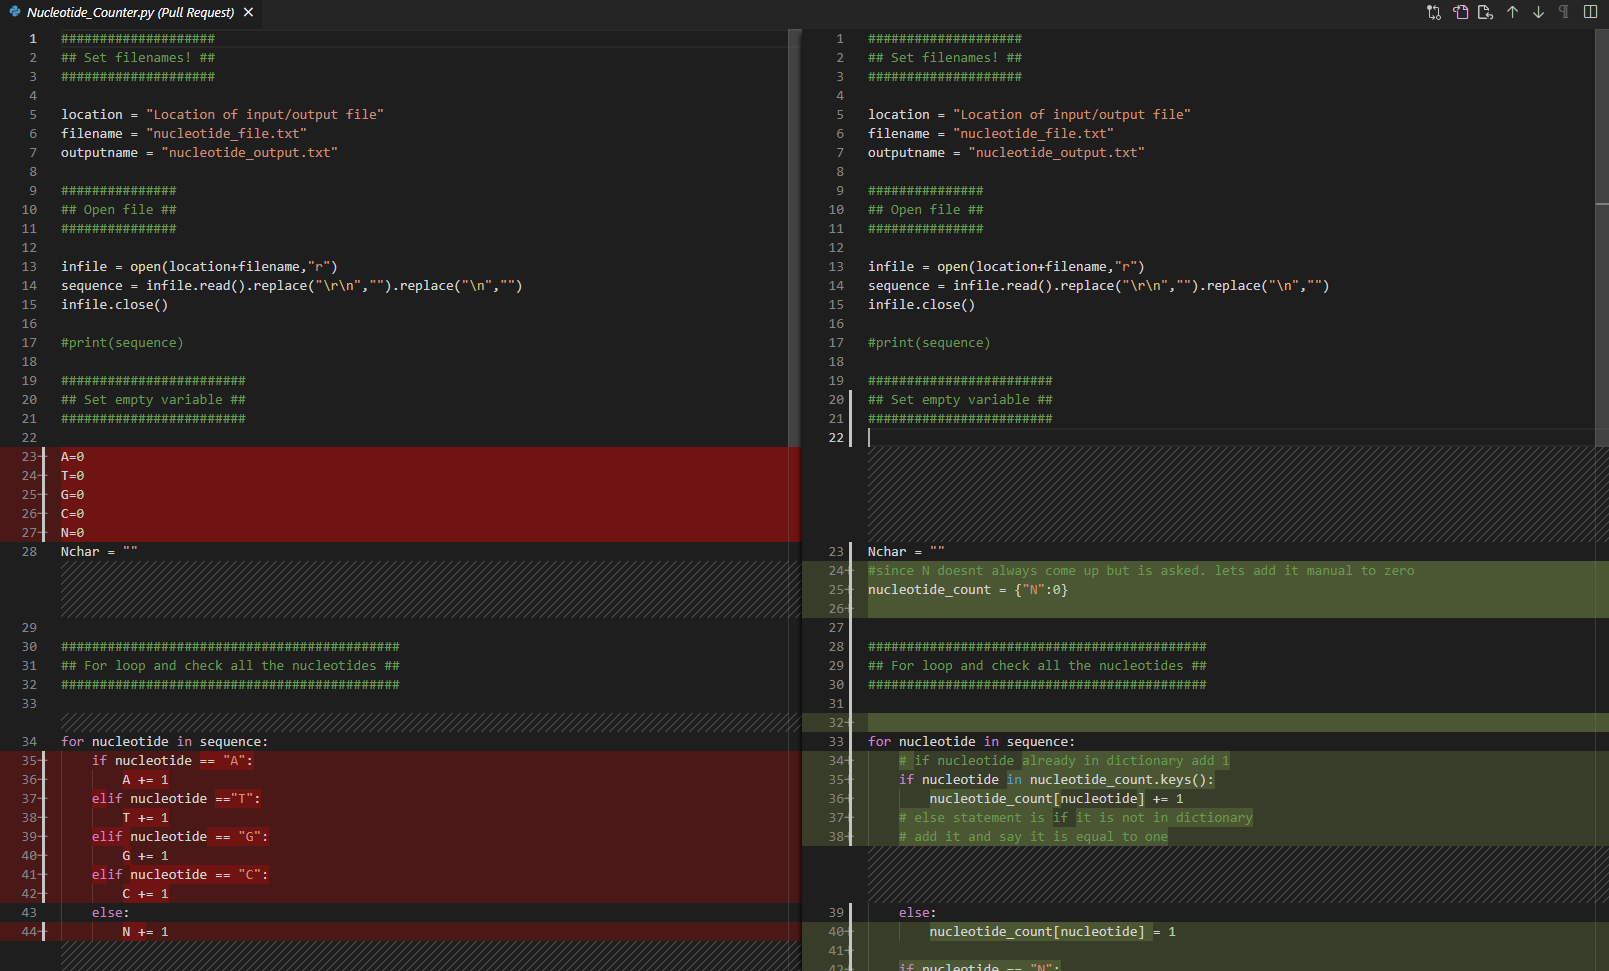 Nucleotide_Counter.py (Pull Request)
1 ####################
2 ## Set filenames! ##
3 ####################
4
5 location = "Location of input/output file"
6 filename = "nucleotide_file.txt"
7 outputname = "nucleotide_output.txt"
8
9 ###############
10 ## Open file ##
11 ###############
12
13 infile = open(location+filename,"r")
14 sequence = infile.read().replace("\r\n","").replace("\n","")
15 infile.close()
16
17 #print(sequence)
18
19 ########################
20 ## Set empty variable ##
21 ########################
22
23- A=0
24- T=0
25- G=0
26- C=0
27- N=0
28 Nchar = ""
29
30 ############################################
31 ## For loop and check all the nucleotides ##
32 ############################################
33
34 for nucleotide in sequence:
35- if nucleotide == "A":
36- A += 1
37- elif nucleotide =="T":
38- T += 1
39- elif nucleotide == "G":
40- G += 1
41- elif nucleotide == "C":
42- C += 1
43 else:
44- N += 1
1 ####################
2 ## Set filenames! ##
3 ####################
4
5 location = "Location of input/output file"
6 filename = "nucleotide_file.txt"
7 outputname = "nucleotide_output.txt"
8
9 ###############
10 ## Open file ##
11 ###############
12
13 infile = open(location+filename,"r")
14 sequence = infile.read().replace("\r\n","").replace("\n","")
15 infile.close()
16
17 #print(sequence)
18
19 ########################
20 ## Set empty variable ##
21 ########################
22
23 Nchar = ""
24+ #since N doesnt always come up but is asked. lets add it manual to zero
25+ nucleotide_count = {"N":0}
26+
27
28 ############################################
29 ## For loop and check all the nucleotides ##
30 ############################################
31
32+
33 for nucleotide in sequence:
34+ # if nucleotide already in dictionary add 1
35+ if nucleotide in nucleotide_count.keys():
36+ nucleotide_count[nucleotide] += 1
37+ # else statement is if it is not in dictionary
38+ # add it and say it is equal to one
39 else:
40+ nucleotide_count[nucleotide] = 1
41+
42+ if nucleotide == "N":